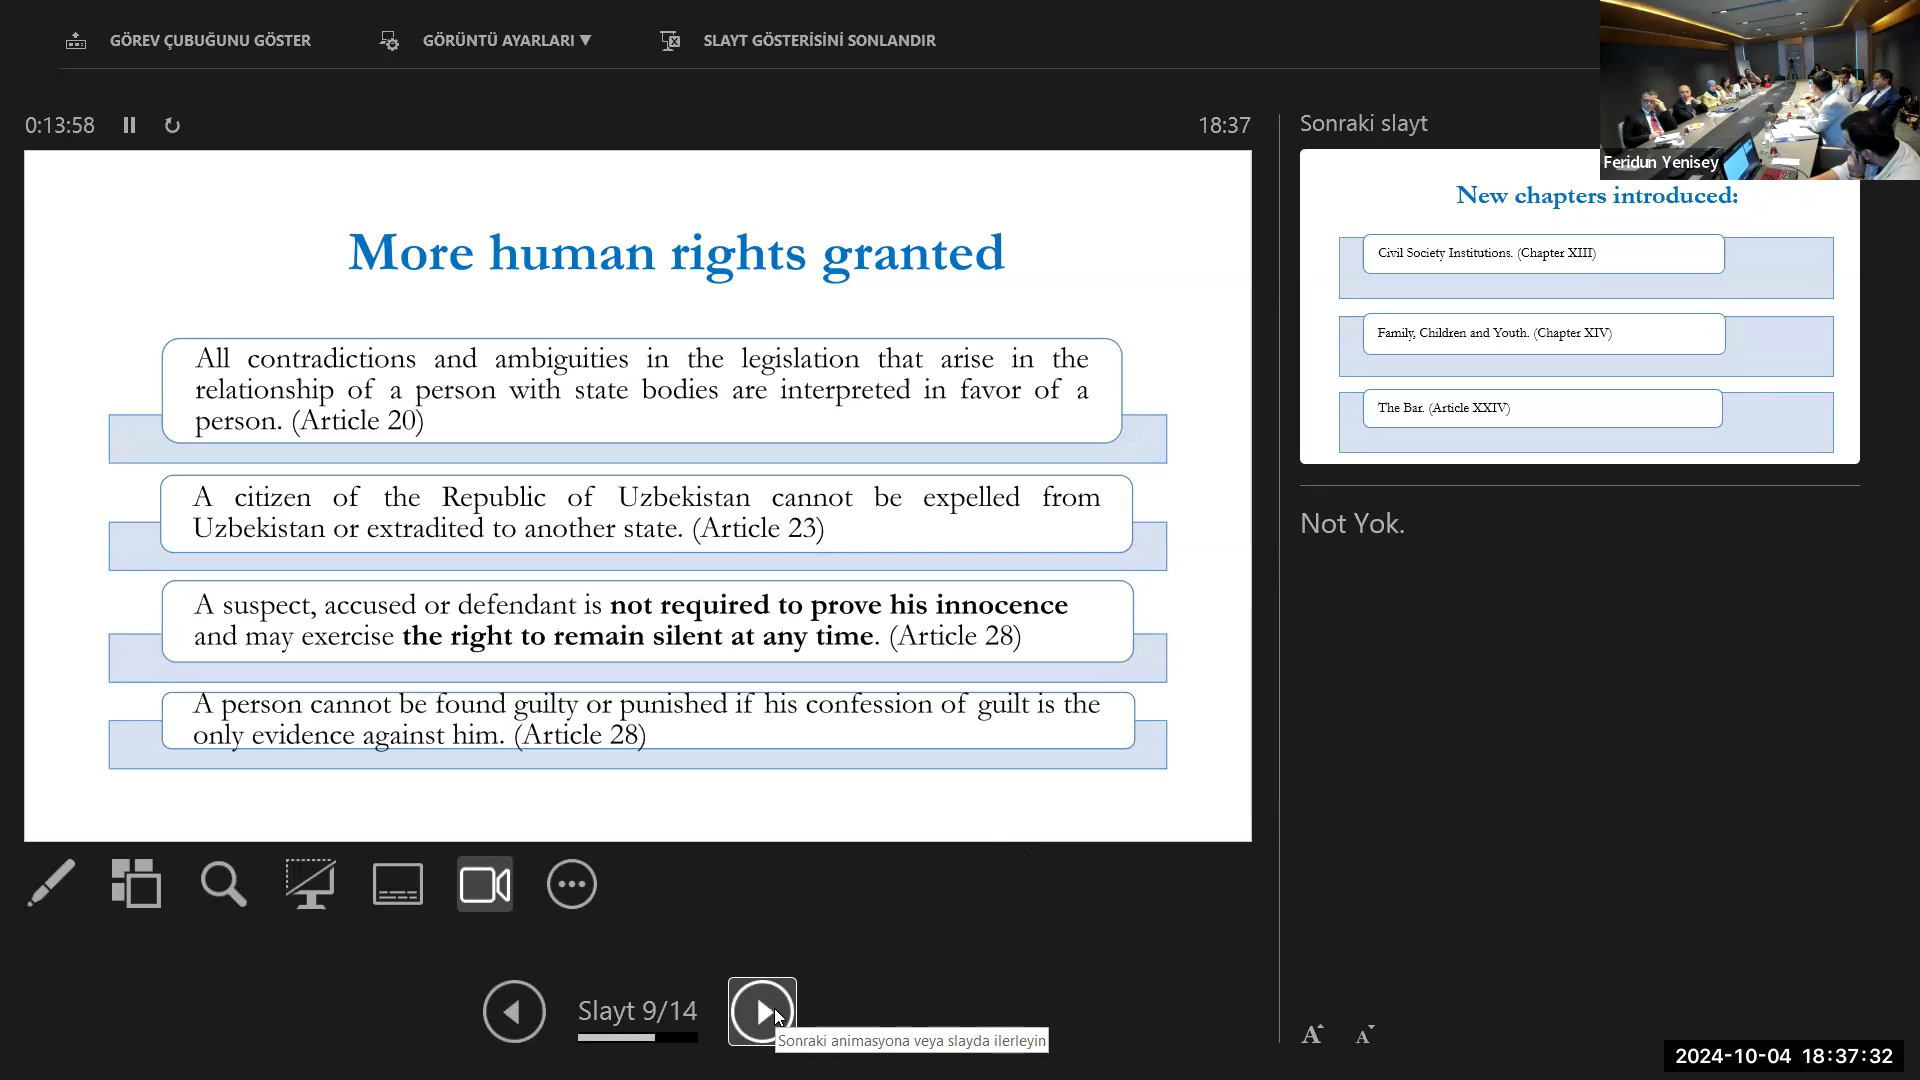 GÖREV ÇUBUĞUNU GÖSTER
GÖRÜNTÜ AYARLARI ▼
SLAYT GÖSTERİSİNİ SONLANDIR
Feridun Yenisey
0:13:58
18:37
More human rights granted
All contradictions and ambiguities in the legislation that arise in the
relationship of a person with state bodies are interpreted in favor of a
person. (Article 20)
A citizen of the Republic of Uzbekistan cannot be expelled from
Uzbekistan or extradited to another state. (Article 23)
A suspect, accused or defendant is not required to prove his innocence
and may exercise the right to remain silent at any time. (Article 28)
A person cannot be found guilty or punished if his confession of guilt is the
only evidence against him. (Article 28)
Slayt 9/14
Sonraki animasyona veya slayda ilerleyin
Sonraki slayt
New chapters introduced:
Civil Society Institutions. (Chapter XIII)
Family, Children and Youth. (Chapter XIV)
The Bar. (Article XXIV)
Not Yok.
A A
2024-10-04 18:37:32